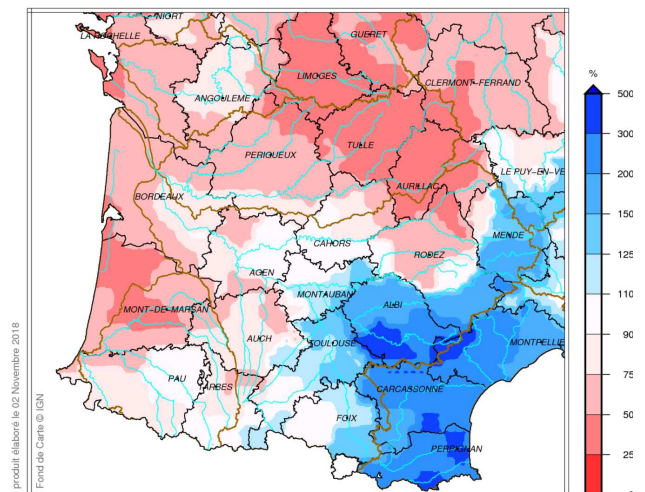 NIORT
LA ROCHELLE
GUERET
LIMOGES
CLERMONT-FERRAND
ANGOULEME
TULLE
PERIGUEUX
LE PUY-EN-VE
AURILLAC
BORDEAUX
MENDE
CAHORS
RODEZ
AGEN
MONTAUBAN
ALBI
MONT-DE-MARSAN
AUCH
TOULOUSE
MONTPELLIE
PAU
TARBES
CARCASSONNE
FOIX
PERPIGNAN
%
500
300
200
150
125
110
90
75
50
25
produit élaboré le 02 Novembre 2018
Fond de Carte © IGN